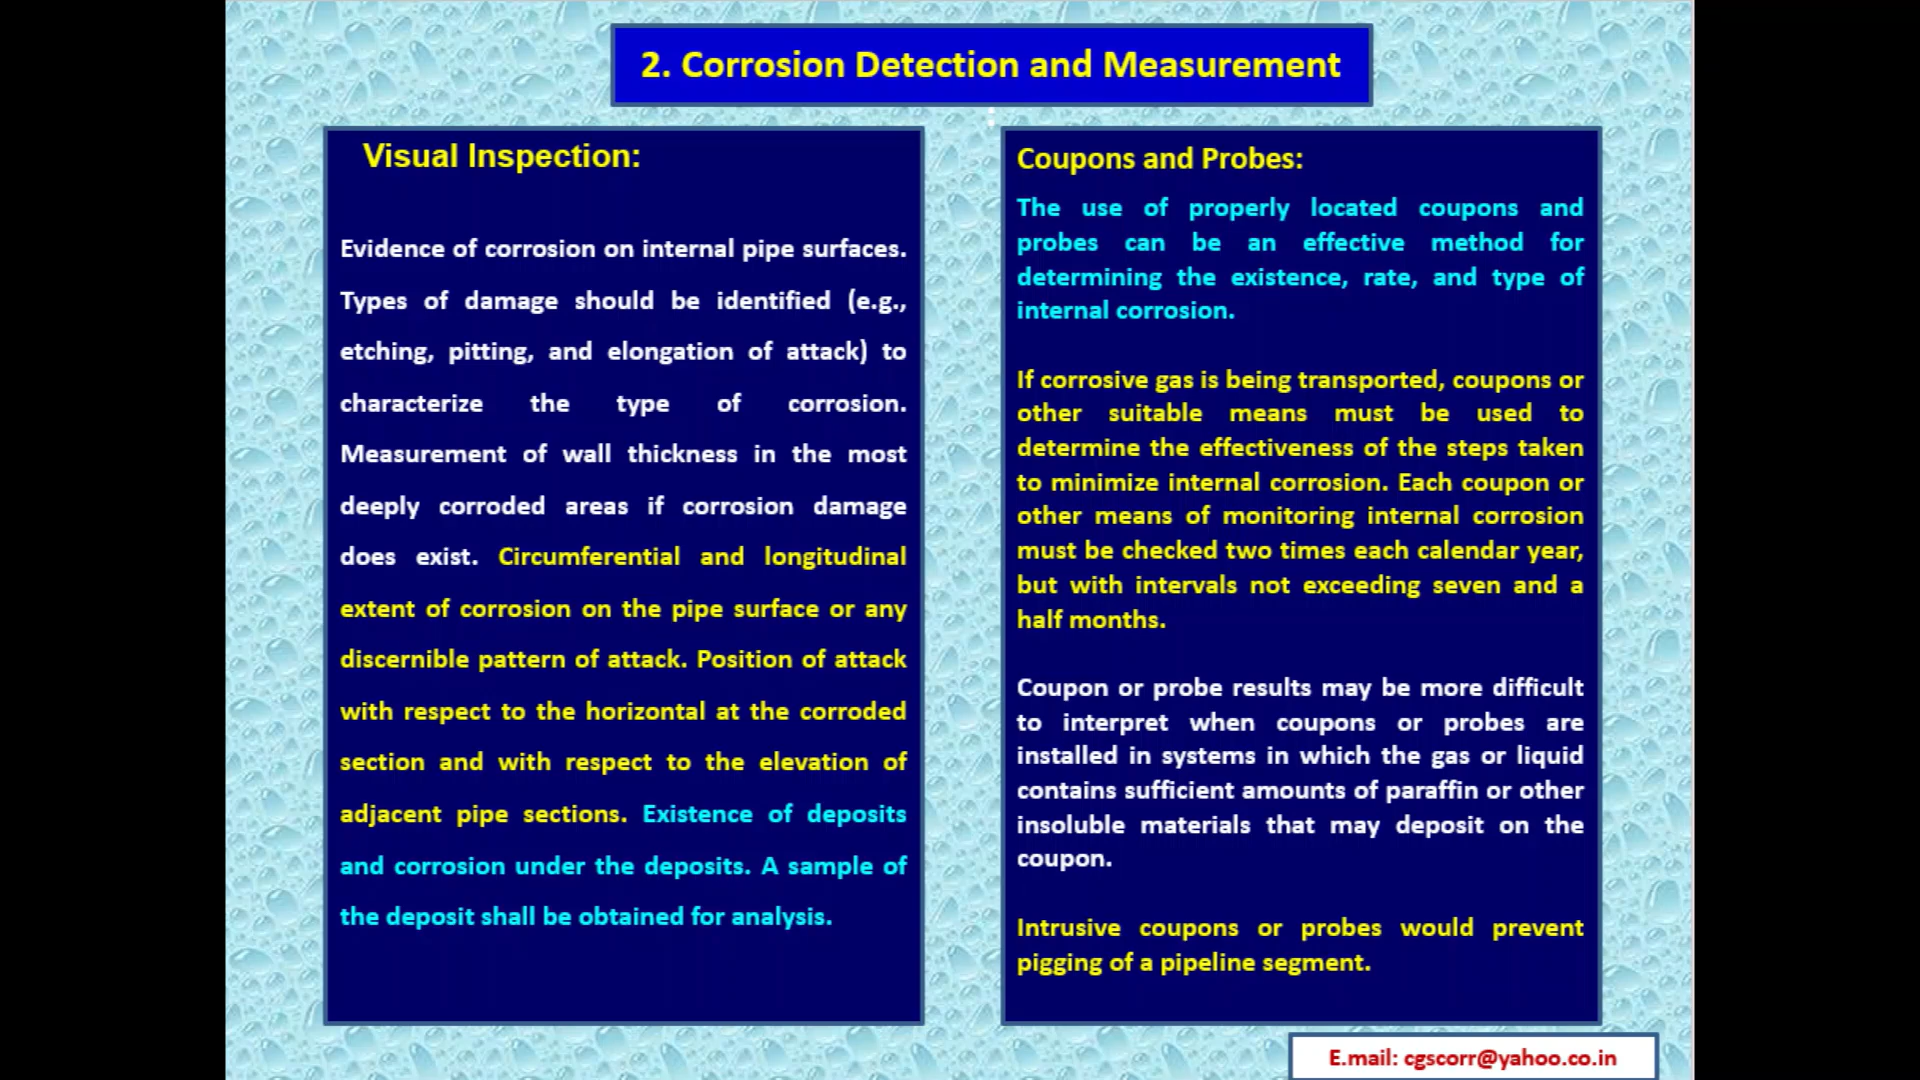 2. Corrosion Detection and Measurement
Visual Inspection:
Evidence of corrosion on internal pipe surfaces.
Types of damage should be identified (e.g.,
etching, pitting, and elongation of attack) to
characterize the type of corrosion.
Measurement of wall thickness in the most
deeply corroded areas if corrosion damage
does exist. Circumferential and longitudinal
extent of corrosion on the pipe surface or any
discernible pattern of attack. Position of attack
with respect to the horizontal at the corroded
section and with respect to the elevation of
adjacent pipe sections. Existence of deposits
and corrosion under the deposits. A sample of
the deposit shall be obtained for analysis.
Coupons and Probes:
The use of properly located coupons and
probes can be an effective method for
determining the existence, rate, and type of
internal corrosion.
If corrosive gas is being transported, coupons or
other suitable means must be used to
determine the effectiveness of the steps taken
to minimize internal corrosion. Each coupon or
other means of monitoring internal corrosion
must be checked two times each calendar year,
but with intervals not exceeding seven and a
half months.
Coupon or probe results may be more difficult
to interpret when coupons or probes are
installed in systems in which the gas or liquid
contains sufficient amounts of paraffin or other
insoluble materials that may deposit on the
coupon.
Intrusive coupons or probes would prevent
pigging of a pipeline segment.
E.mail: cgscorr@yahoo.co.in